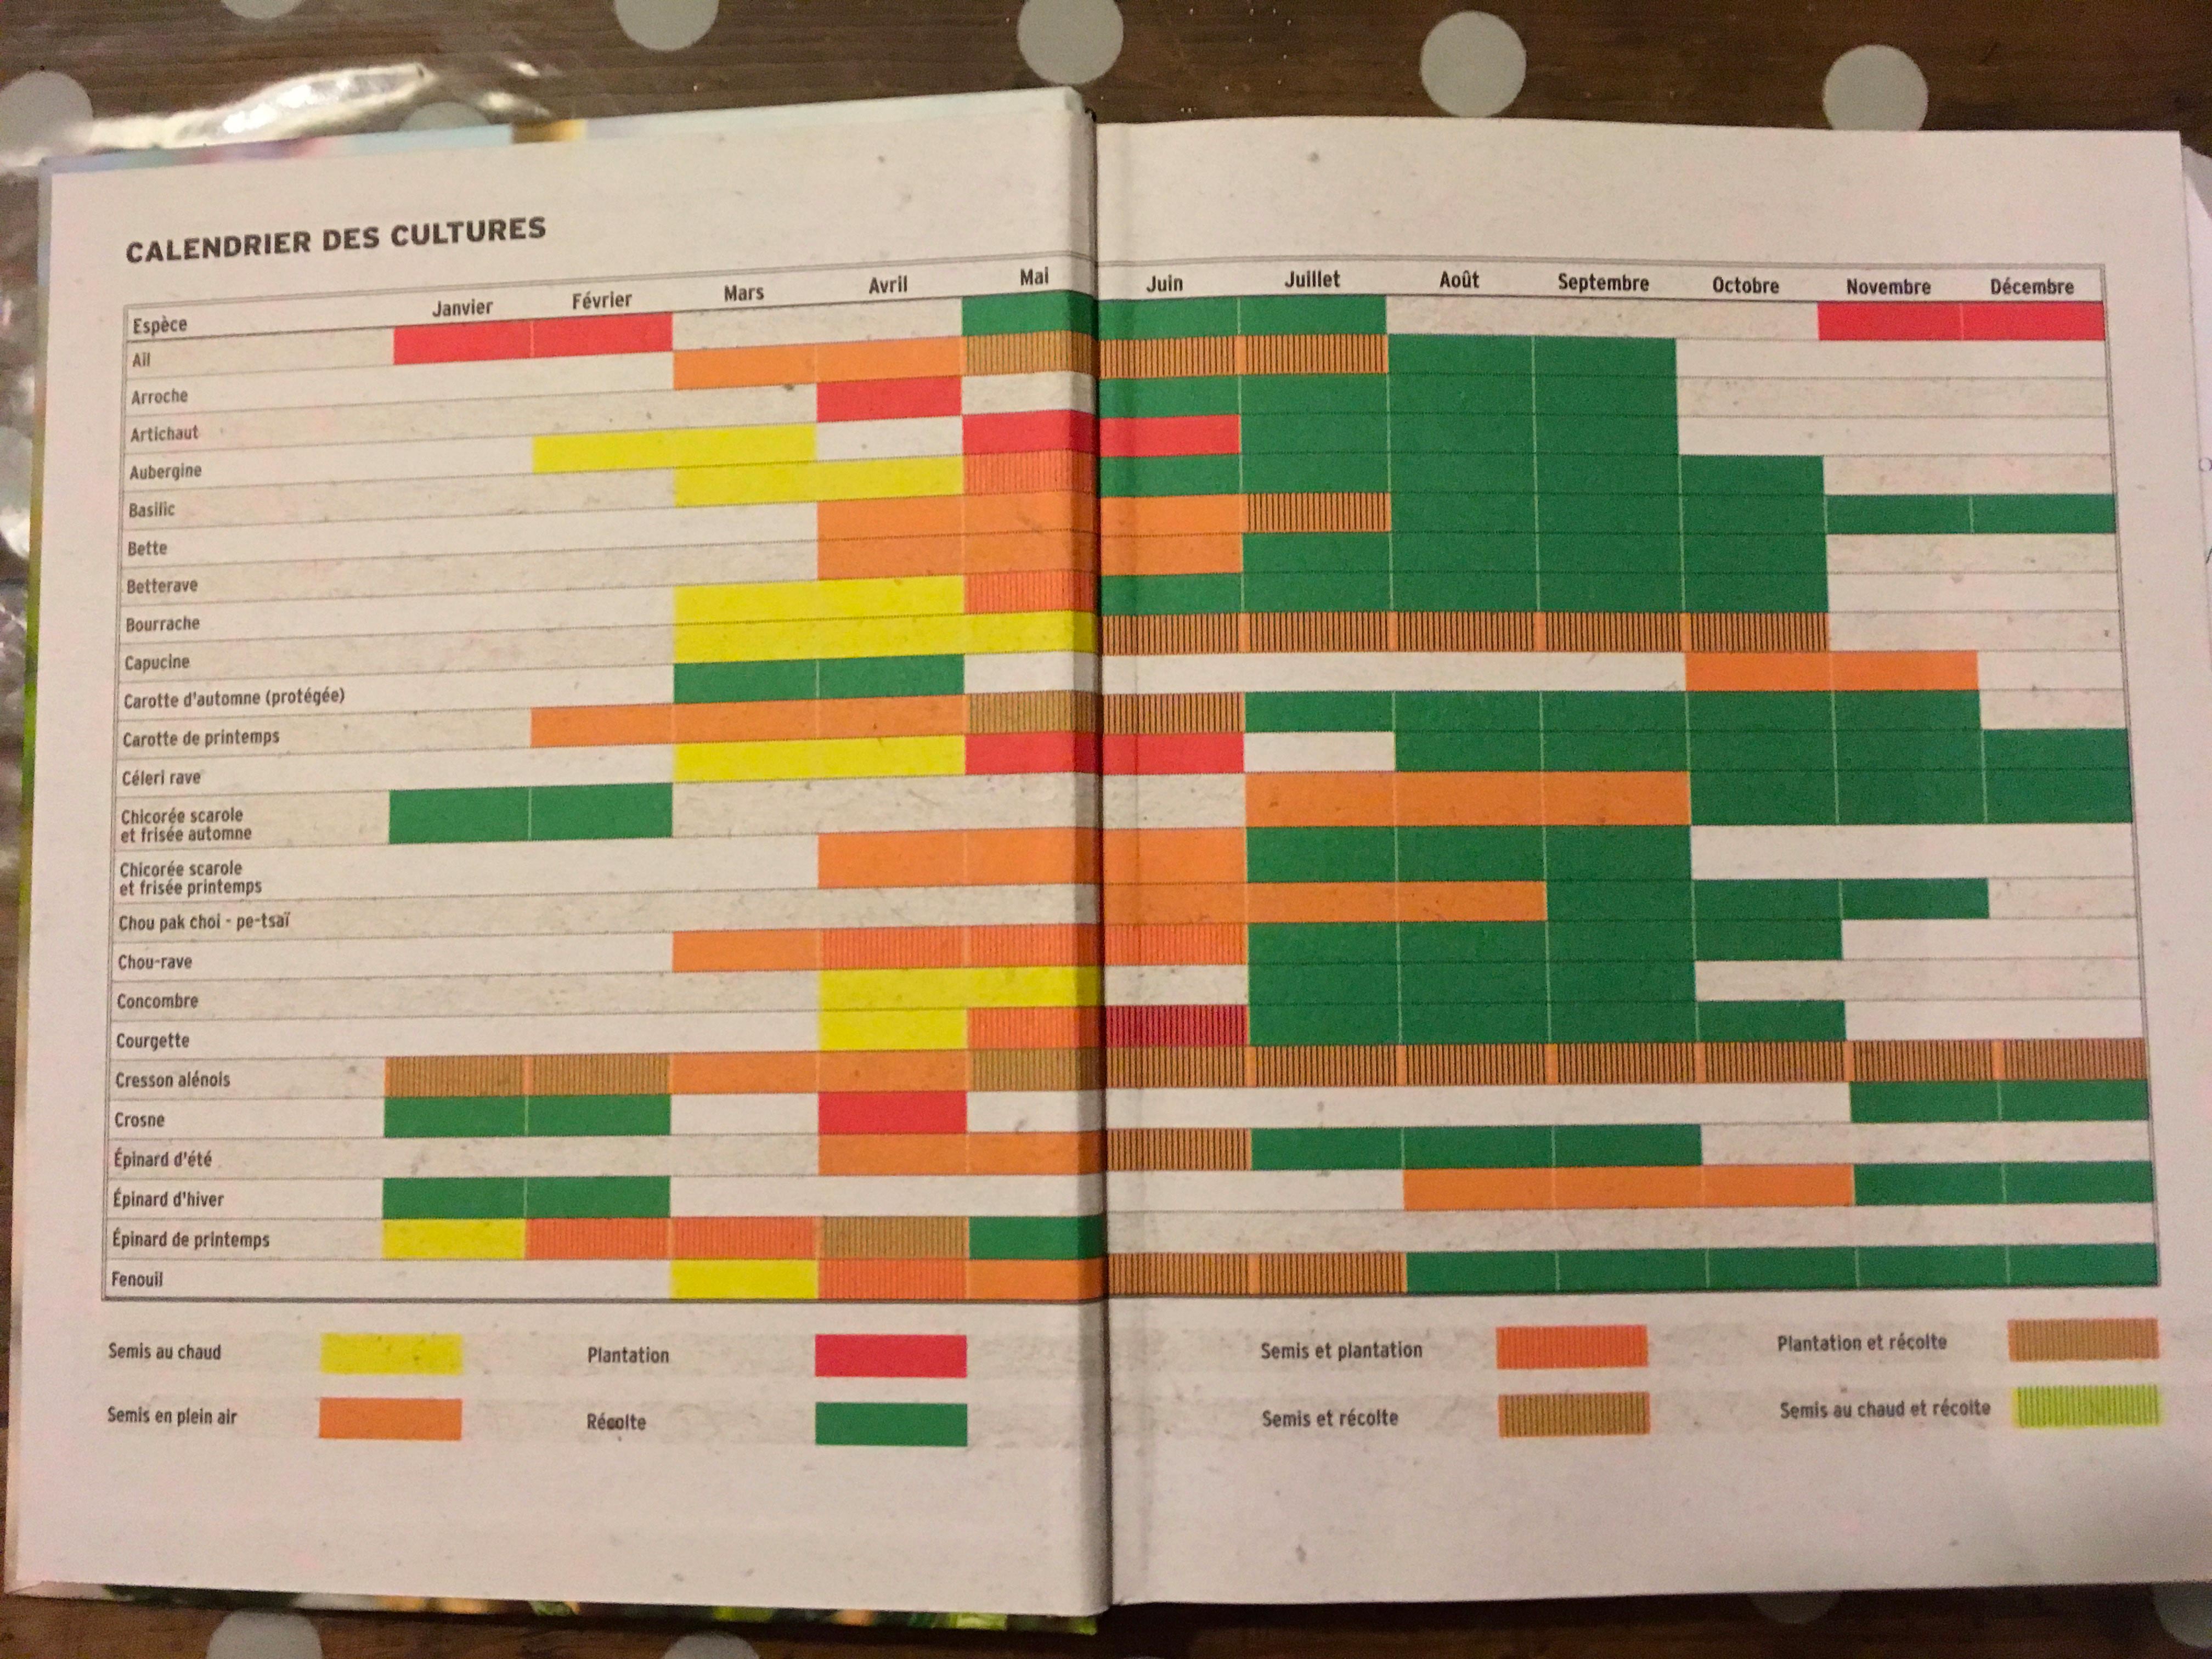 CALENDRIER DES CULTURES
Espèce Janvier Février Mars Avril Mai Juin Juillet Août Septembre Octobre Novembre Décembre
Ail
Arroche
Artichaut
Aubergine
Basilic
Bette
Betterave
Bourrache
Capucine
Carotte d'automne (protégée)
Carotte de printemps
Céleri rave
Chicorée scarole
et frisée automne
Chicorée scarole
et frisée printemps
Chou pak choi - pe-tsaï
Chou-rave
Concombre
Courgette
Cresson alénois
Crosne
Épinard d'été
Épinard d'hiver
Épinard de printemps
Fenouil
Semis au chaud Plantation Semis et plantation Plantation et récolte
Semis en plein air Récolte Semis et récolte Semis au chaud et récolte